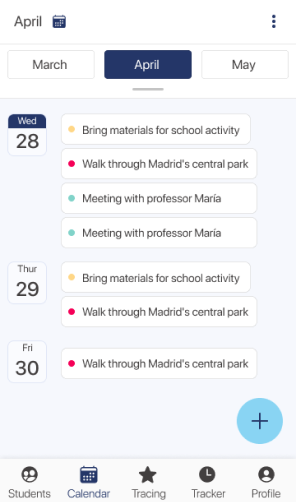 April
March
April
May
Wed
28
Bring materials for school activity
Walk through Madrid's central park
Meeting with professor María
Meeting with professor María
Thur
29
Bring materials for school activity
Walk through Madrid's central park
Fri
30
Walk through Madrid's central park
Students
Calendar
Tracing
Tracker
Profile